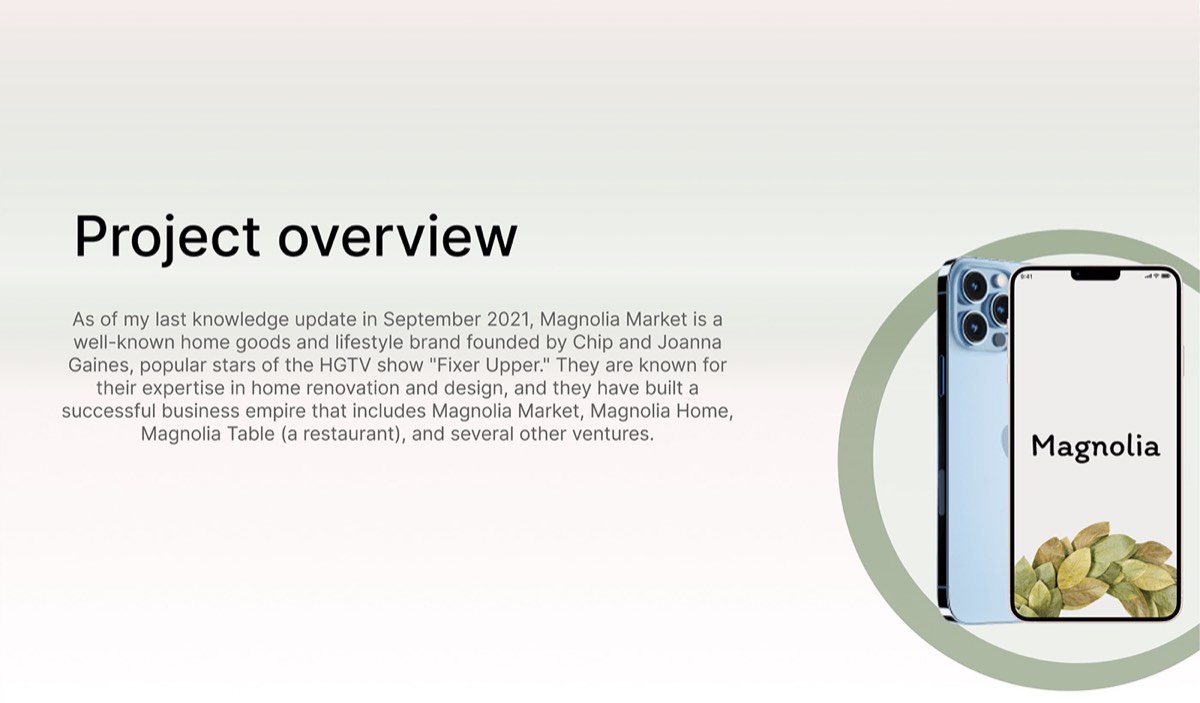 Project overview
As of my last knowledge update in September 2021, Magnolia Market is a
well-known home goods and lifestyle brand founded by Chip and Joanna
Gaines, popular stars of the HGTV show "Fixer Upper." They are known for
their expertise in home renovation and design, and they have built a
successful business empire that includes Magnolia Market, Magnolia Home,
Magnolia Table (a restaurant), and several other ventures.
9:41
Magnolia